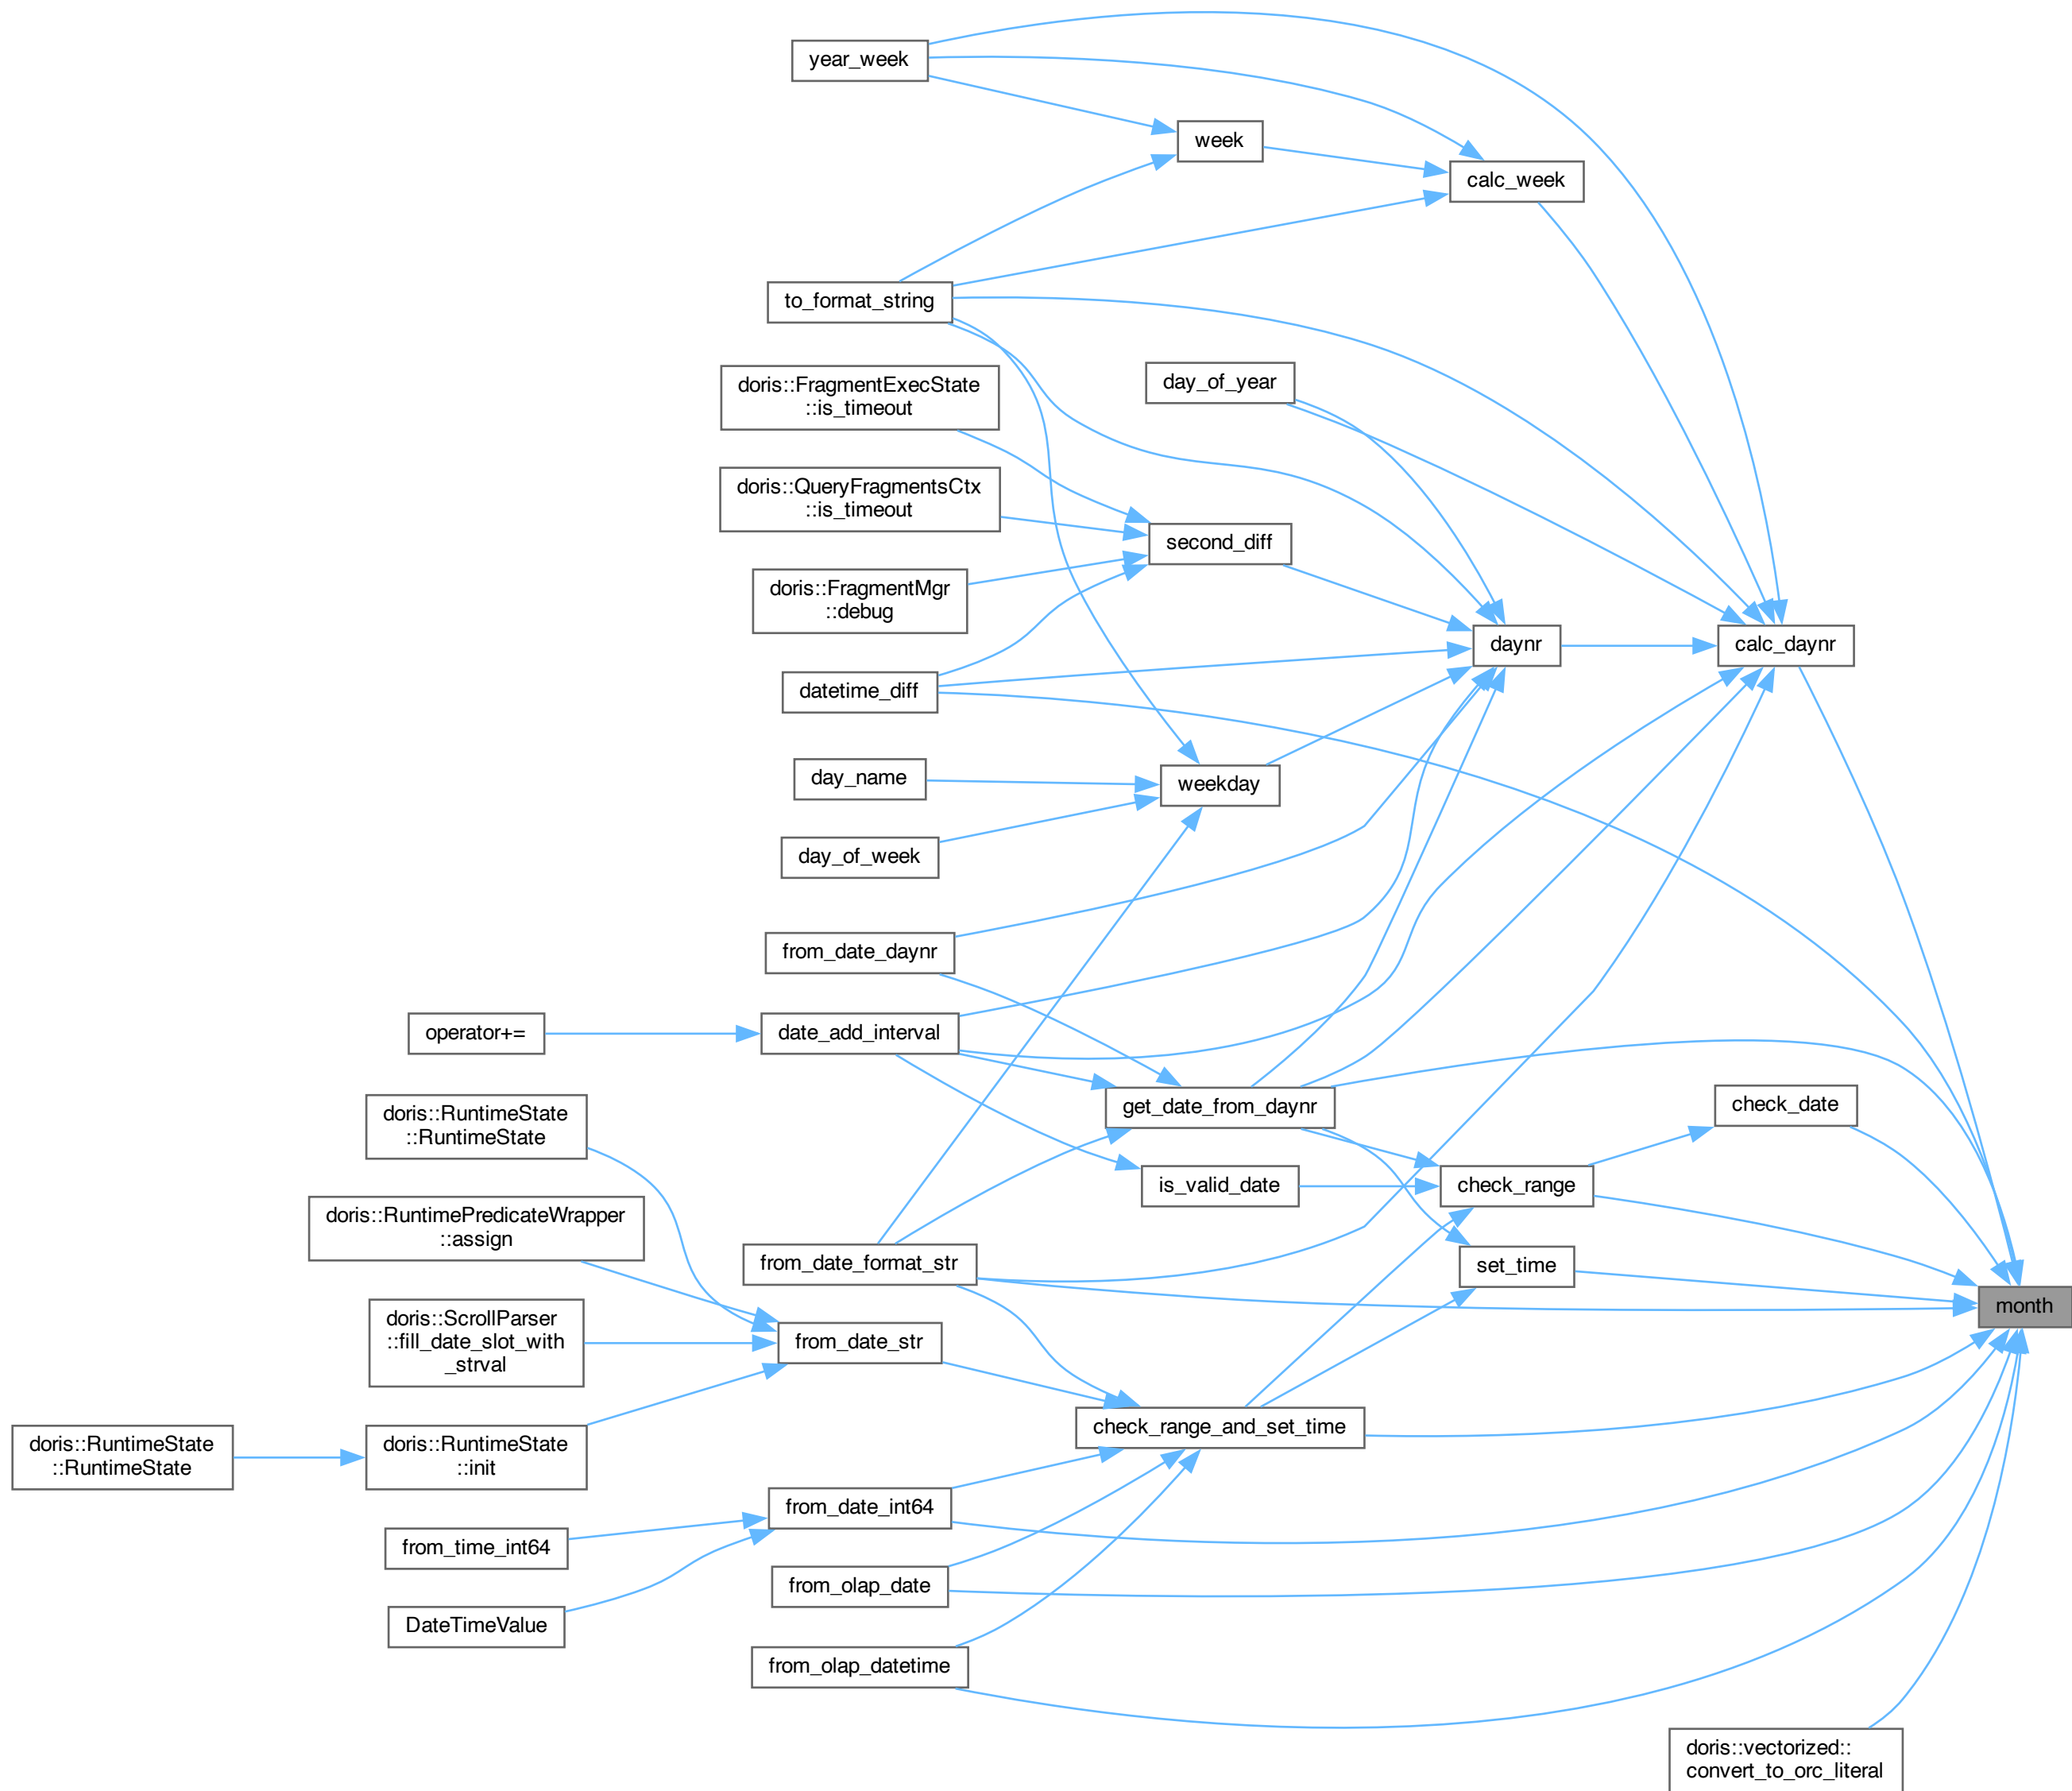 year_week
week
calc_week
to_format_string
day_of_year
doris::FragmentExecState
::is_timeout
doris::QueryFragmentsCtx
::is_timeout
second_diff
doris::FragmentMgr
::debug
daynr
calc_daynr
datetime_diff
day_name
weekday
day_of_week
from_date_daynr
operator+=
date_add_interval
get_date_from_daynr
check_date
doris::RuntimeState
::RuntimeState
is_valid_date
check_range
doris::RuntimePredicateWrapper
::assign
from_date_format_str
set_time
month
doris::ScrollParser
::fill_date_slot_with
_strval
from_date_str
check_range_and_set_time
doris::RuntimeState
::RuntimeState
doris::RuntimeState
::init
from_date_int64
from_time_int64
from_olap_date
DateTimeValue
from_olap_datetime
doris::vectorized::
convert_to_orc_literal